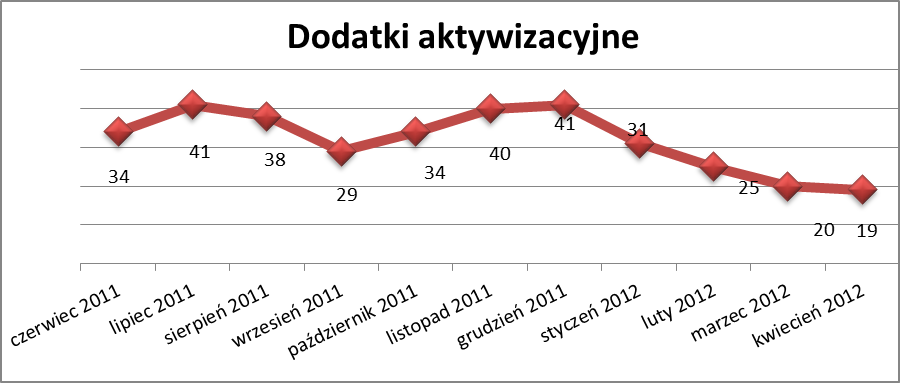 Dodatki aktywizacyjne
34
41
38
29
34
40
41
31
25
20
19
czerwiec 2011
lipiec 2011
sierpień 2011
wrzesień 2011
październik 2011
listopad 2011
grudzień 2011
styczeń 2012
luty 2012
marzec 2012
kwiecień 2012